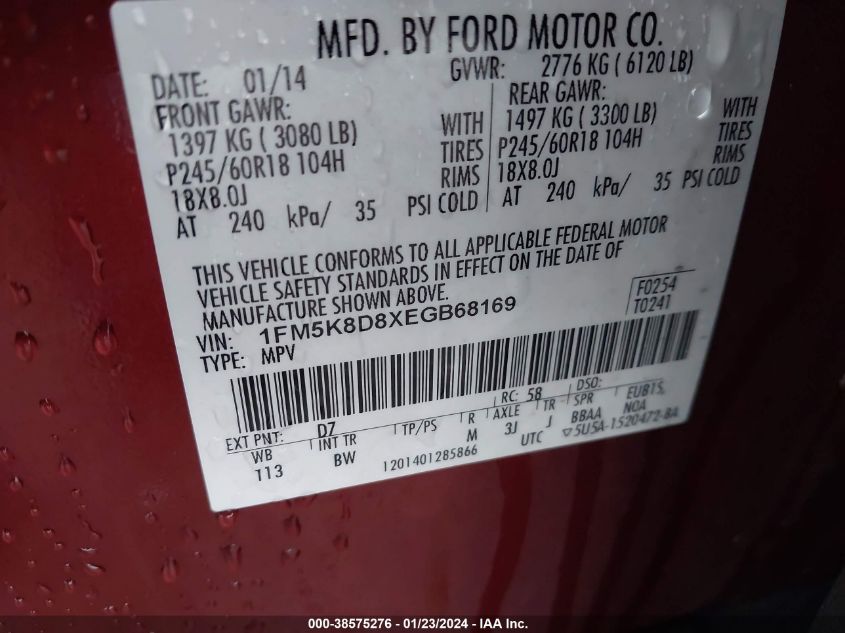 MFD. BY FORD MOTOR CO.
DATE: 01/14 GVWR: 2776 KG ( 6120 LB)
FRONT GAWR: REAR GAWR:
1397 KG ( 3080 LB) WITH 1497 KG ( 3300 LB) WITH
P245/60R18 104H TIRES P245/60R18 104H TIRES
18X8.0J RIMS 18X8.0J RIMS
AT 240 kPa/ 35 PSI COLD AT 240 kPa/ 35 PSI COLD
THIS VEHICLE CONFORMS TO ALL APPLICABLE FEDERAL MOTOR
VEHICLE SAFETY STANDARDS IN EFFECT ON THE DATE OF
MANUFACTURE SHOWN ABOVE. F0254
VIN: 1FM5K8D8XEGB68169 T0241
TYPE: MPV
EXT PNT: D7 RC: 58 DSO:
WB INT TR TP/PS R AXLE TR SPR EUB15,
T13 BW M 3J J BBAA NOA
1201401285866 UTC ▽5U5A-1520472-BA
000-38575276 - 01/23/2024 - IAA Inc.